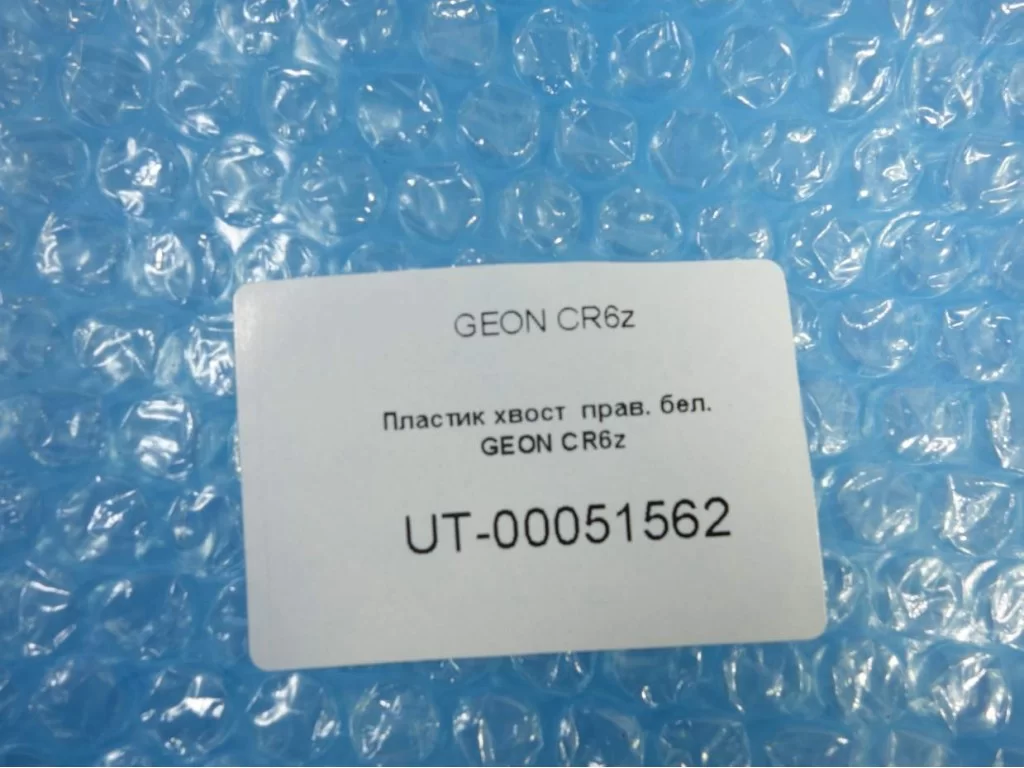 GEON CR6z
Пластик хвост прав. бел.
GEON CR6z
UT-00051562